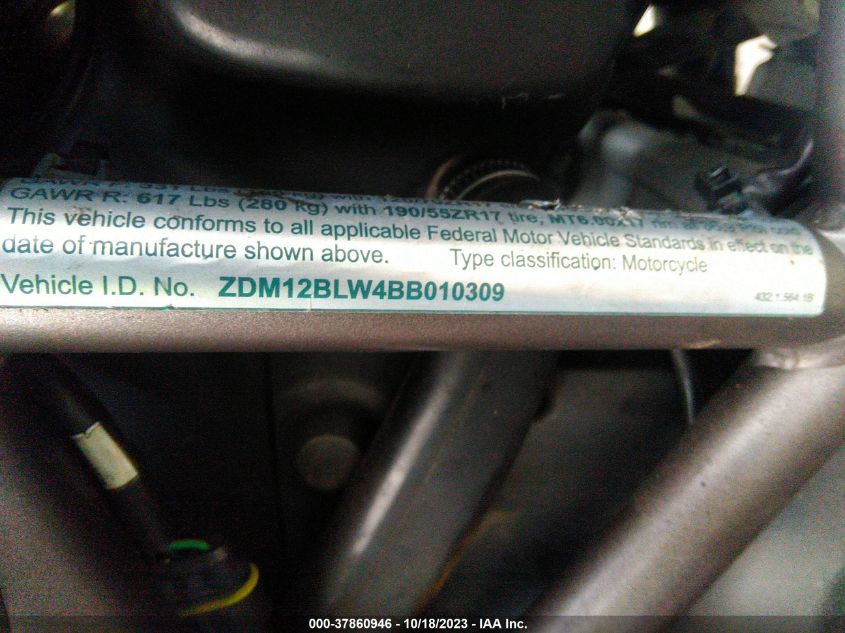 GAWR R: 617 Lbs (280 kg) with 190/55ZR17 tire, MT6.00X17 rim at
This vehicle conforms to all applicable Federal Motor Vehicle Standards in effect on the
date of manufacture shown above. Type classification: Motorcycle
Vehicle I.D. No. ZDM12BLW4BB010309
432.1.564.1B
000-37860946 - 10/18/2023 - IAA Inc.